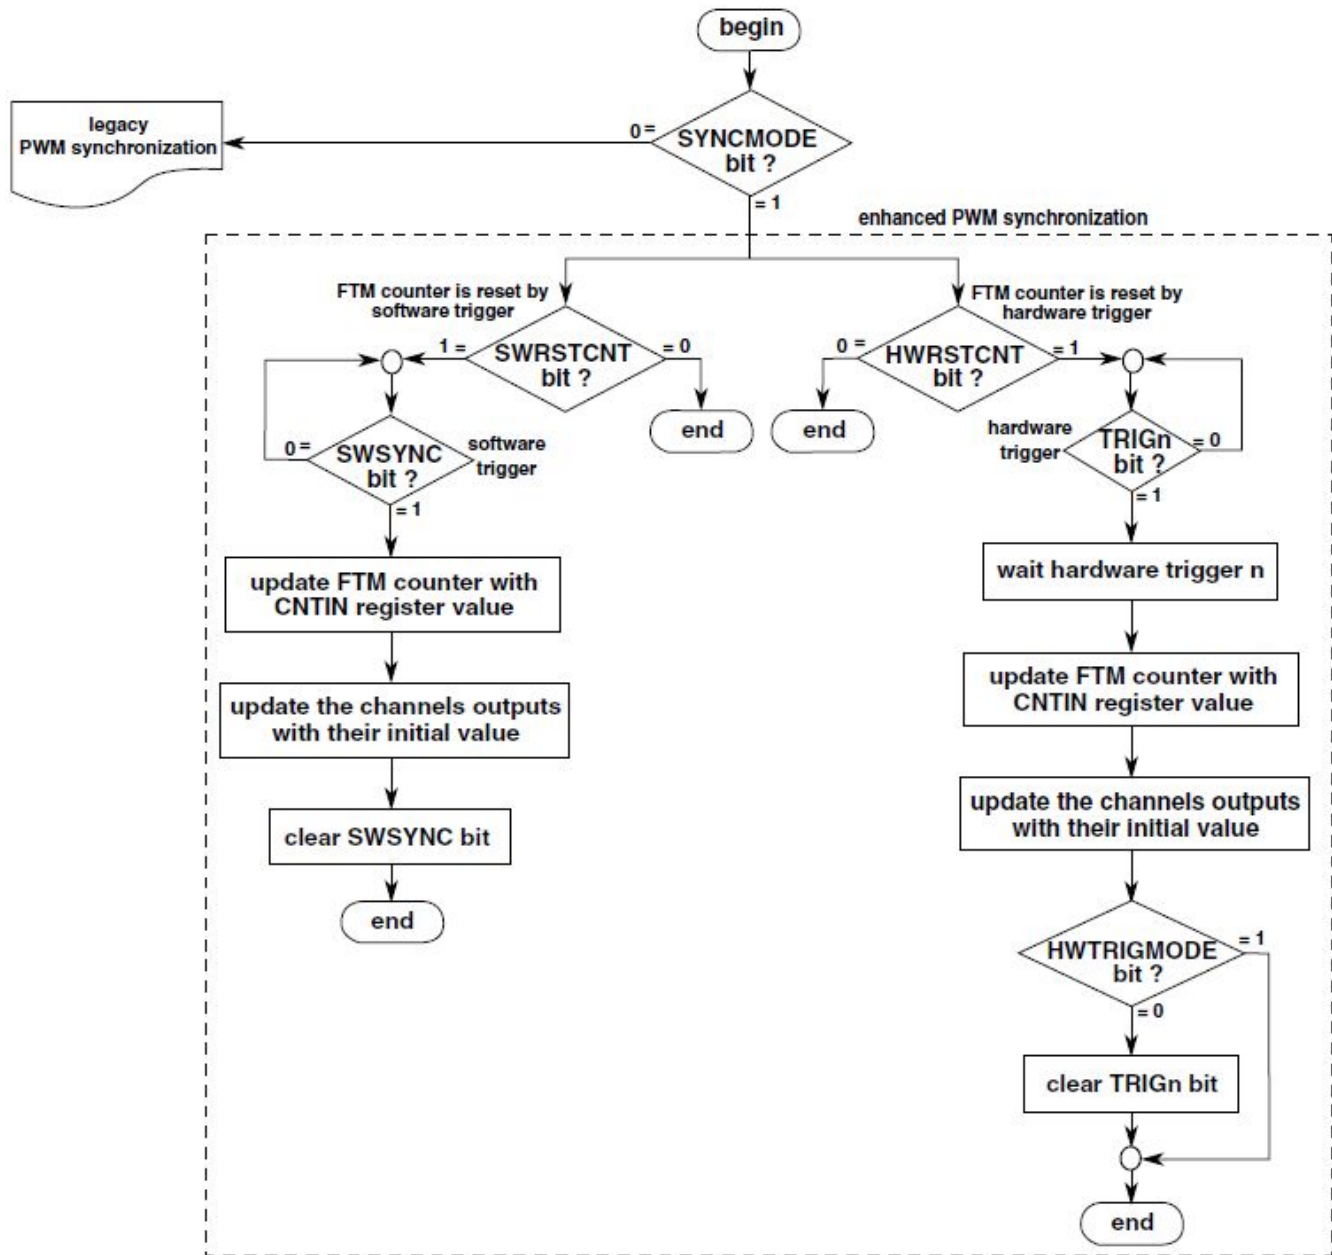 begin
legacy
PWM synchronization
0 =
SYNCMODE
bit ?
= 1
enhanced PWM synchronization
FTM counter is reset by
software trigger
1 =
SWRSTCNT
bit ?
= 0
end
FTM counter is reset by
hardware trigger
0 =
HWRSTCNT
bit ?
= 1
end
0 =
SWSYNC
bit ?
software
trigger
= 1
hardware
trigger
TRIGn
bit ?
= 0
= 1
update FTM counter with
CNTIN register value
update the channels outputs
with their initial value
clear SWSYNC bit
end
wait hardware trigger n
update FTM counter with
CNTIN register value
update the channels outputs
with their initial value
HWTRIGMODE
bit ?
= 1
= 0
clear TRIGn bit
end